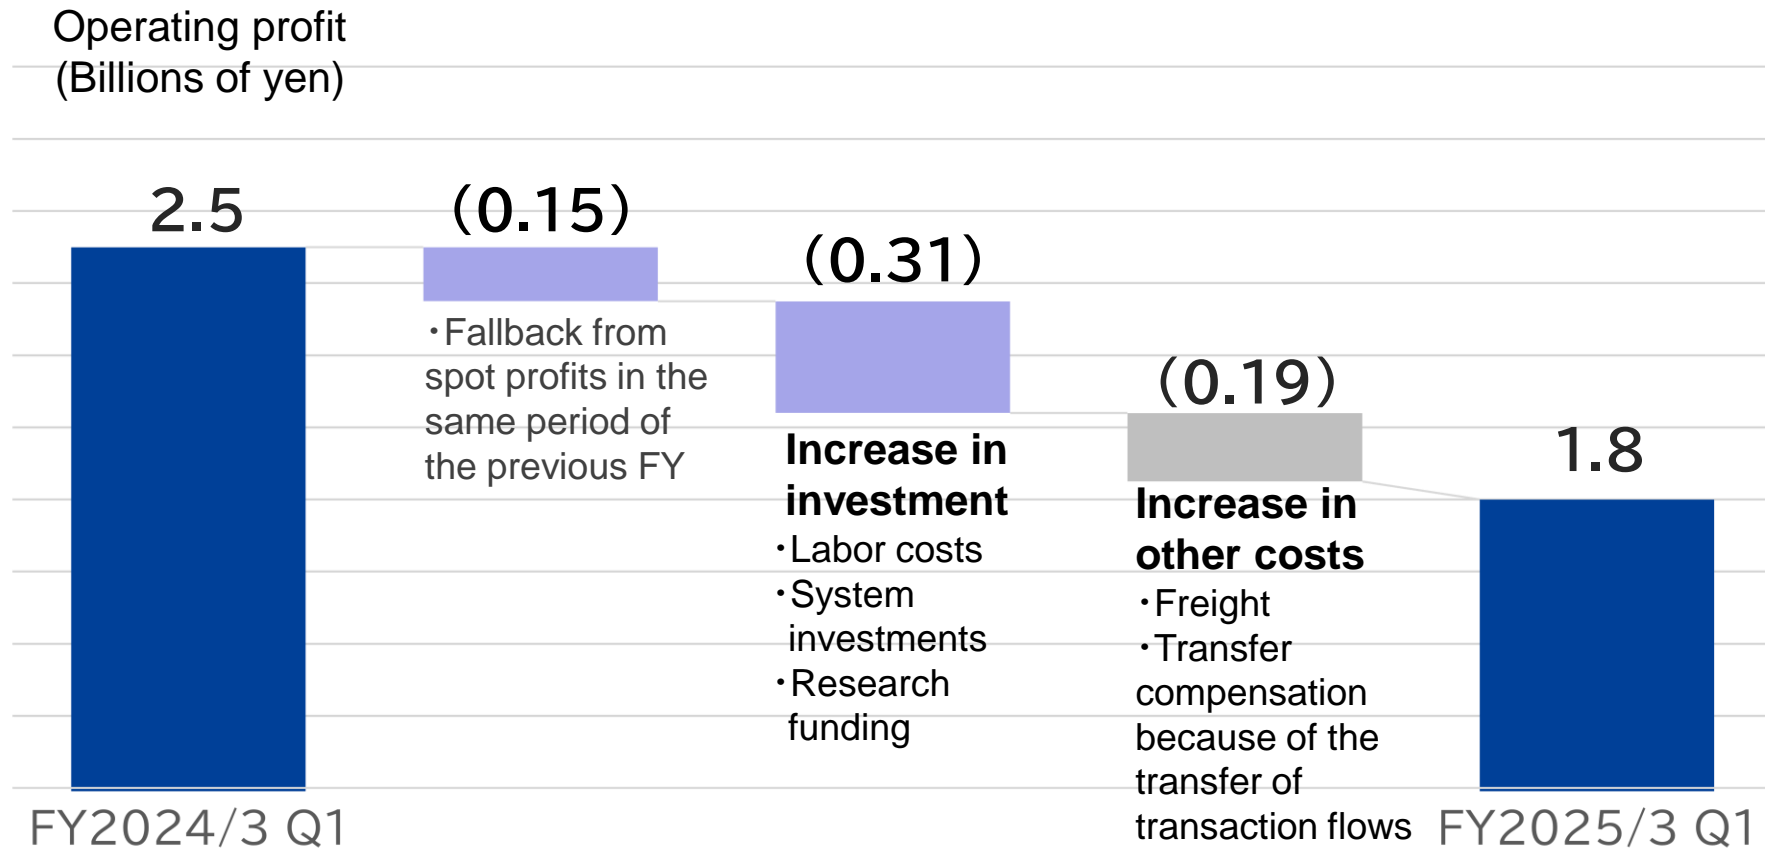 Operating profit
(Billions of yen)
2.5
(0.15)
・Fallback from
spot profits in the
same period of
the previous FY
(0.31)
Increase in
investment
・Labor costs
・System
investments
・Research
funding
(0.19)
Increase in
other costs
・Freight
・Transfer
compensation
because of the
transfer of
transaction flows
1.8
FY2024/3 Q1
FY2025/3 Q1